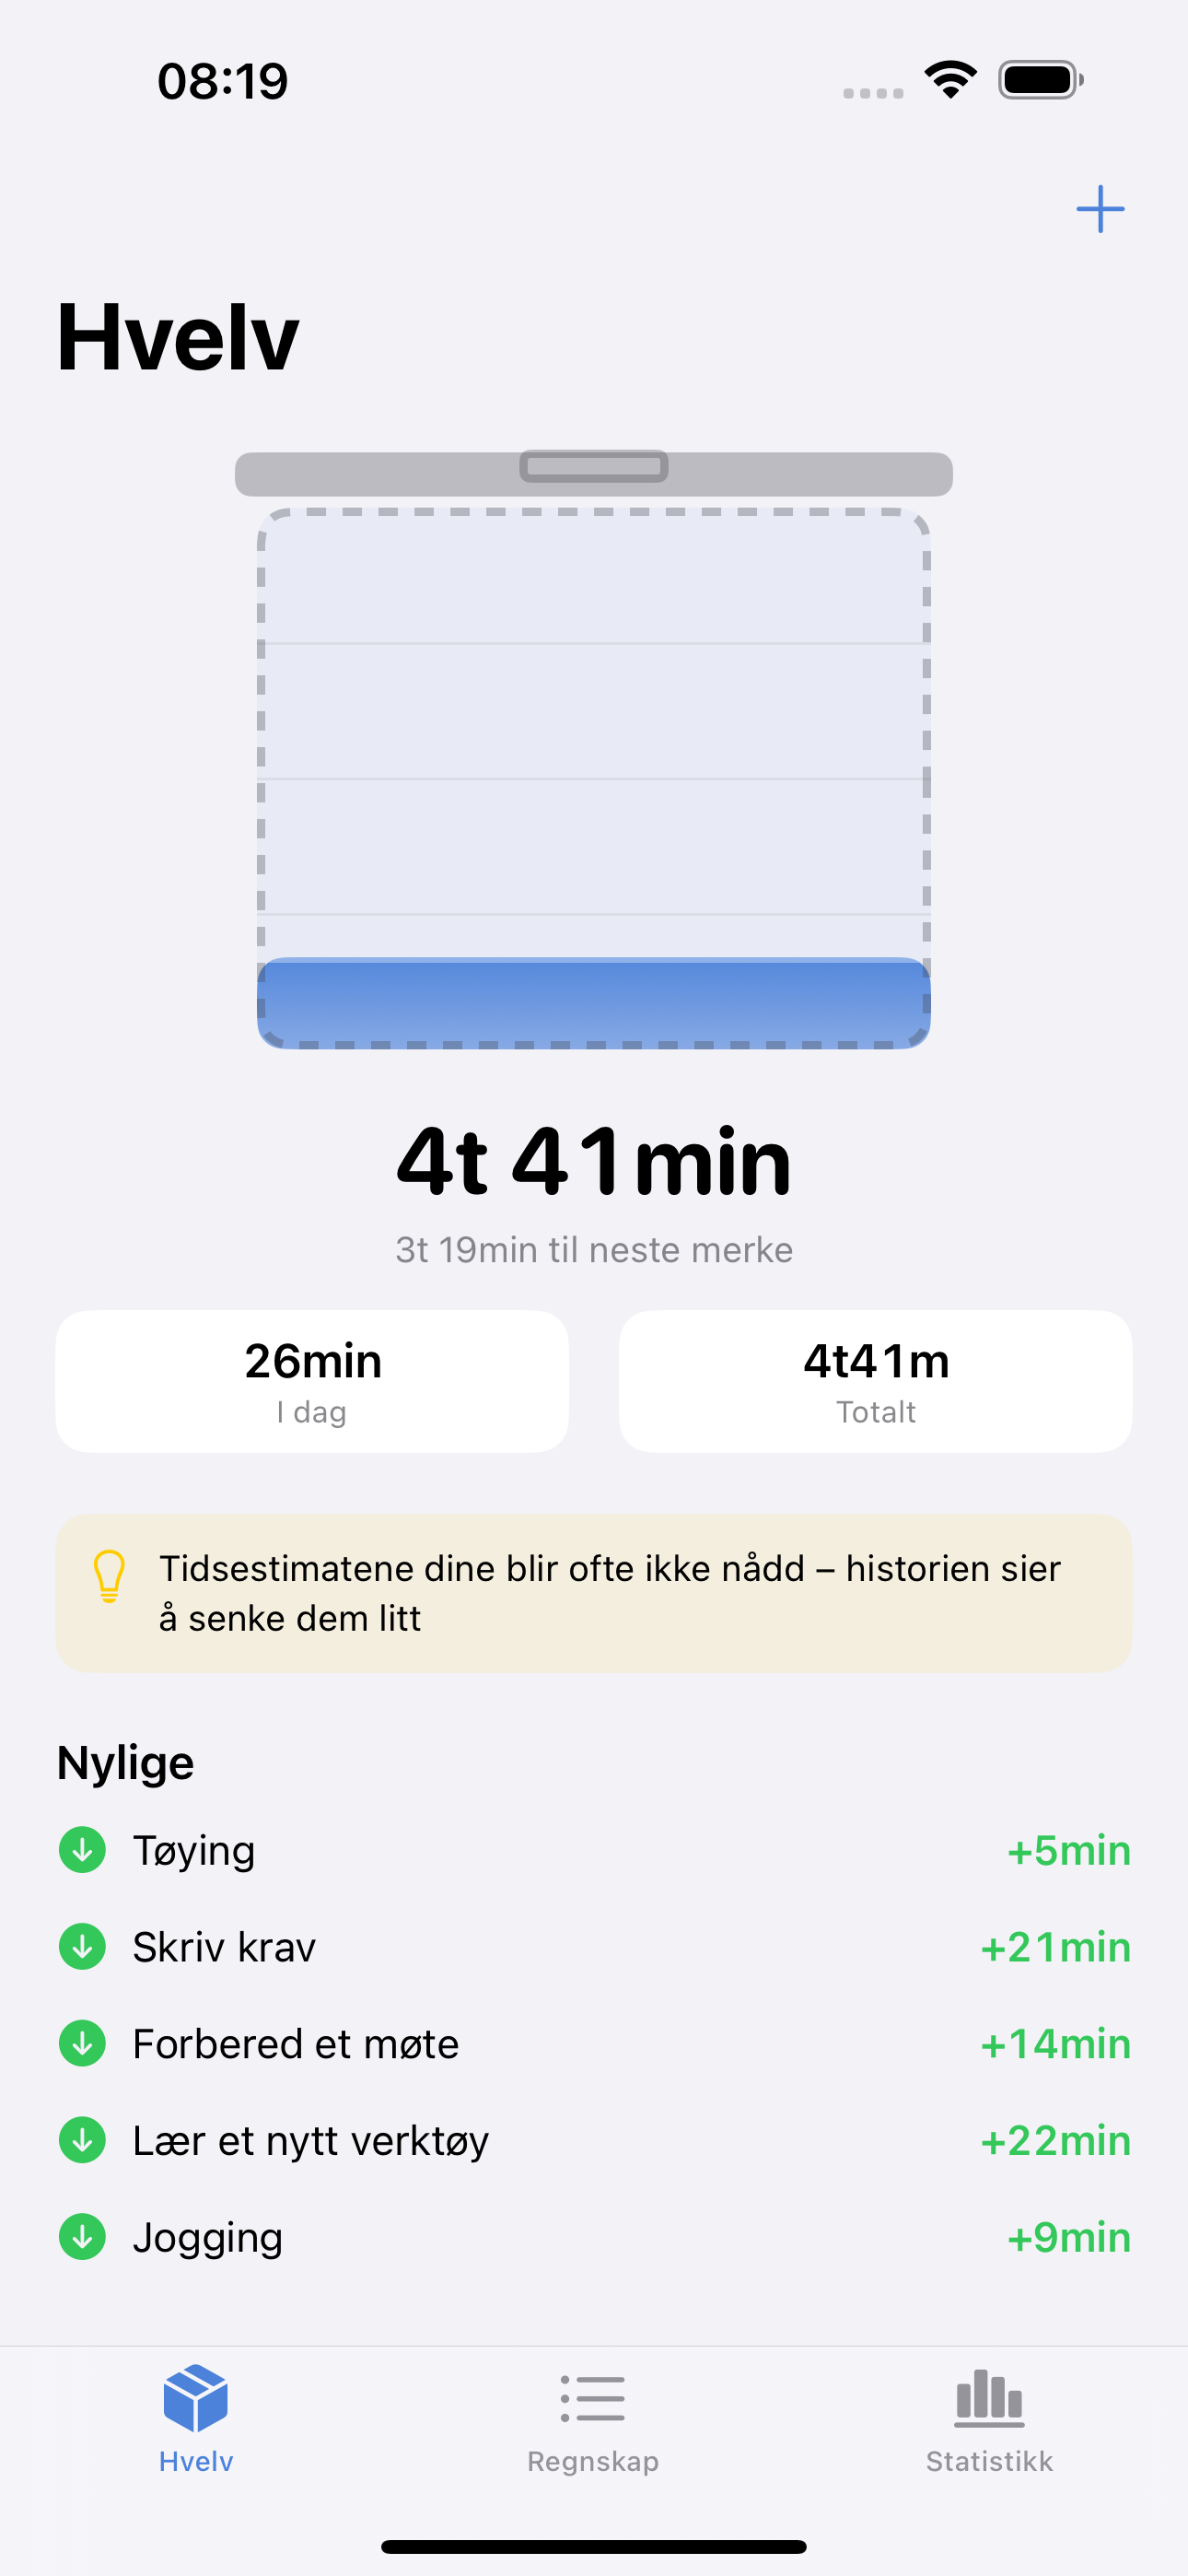 08:19
Hvelv
4t 41min
3t 19min til neste merke
26min
I dag
4t41m
Totalt
Tidsestimatene dine blir ofte ikke nådd – historien sier
å senke dem litt
Nylige
Tøying +5min
Skriv krav +21min
Forbered et møte +14min
Lær et nytt verktøy +22min
Jogging +9min
Hvelv Regnskap Statistikk